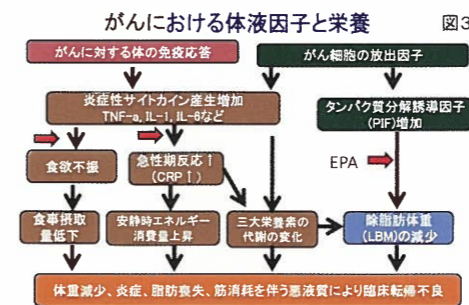 がんにおける体液因子と栄養
図3
がんに対する体の免疫応答
がん細胞の放出因子
炎症性サイトカイン産生増加
TNF-a, IL-1, IL-6など
タンパク質分解誘導因子
(PIF)増加
食欲不振
急性期反応↑
(CRP↑)
EPA
食事摂取
量低下
安静時エネルギー
消費量上昇
三大栄養素の
代謝の変化
除脂肪体重
(LBM)の減少
体重減少、炎症、脂肪喪失、筋消耗を伴う悪液質により臨床転帰不良